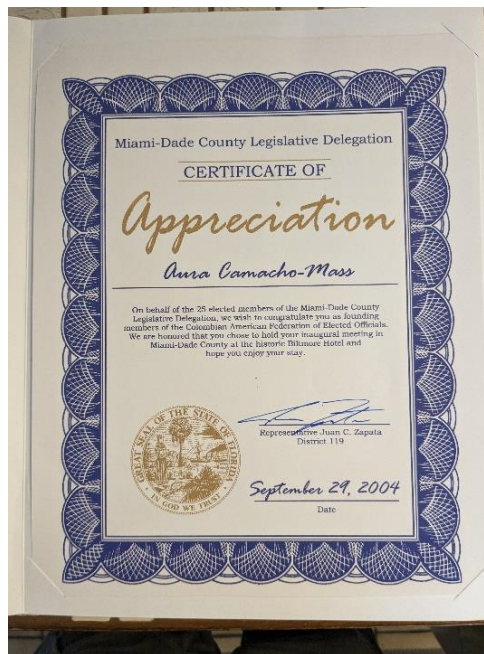 Miami-Dade County Legislative Delegation
CERTIFICATE OF
Appreciation
Aura Camacho-Mass
On behalf of the 25 elected members of the Miami-Dade County
Legislative Delegation, we wish to congratulate you as founding
members of the Colombian American Federation of Elected Officials.
We are honored that you chose to hold your inaugural meeting in
Miami-Dade County at the historic Biltmore Hotel and
hope you enjoy your stay.
GREAT SEAL OF THE STATE OF FLORIDA
IN GOD WE TRUST
Representative Juan C. Zapata
District 119
September 29, 2004
Date